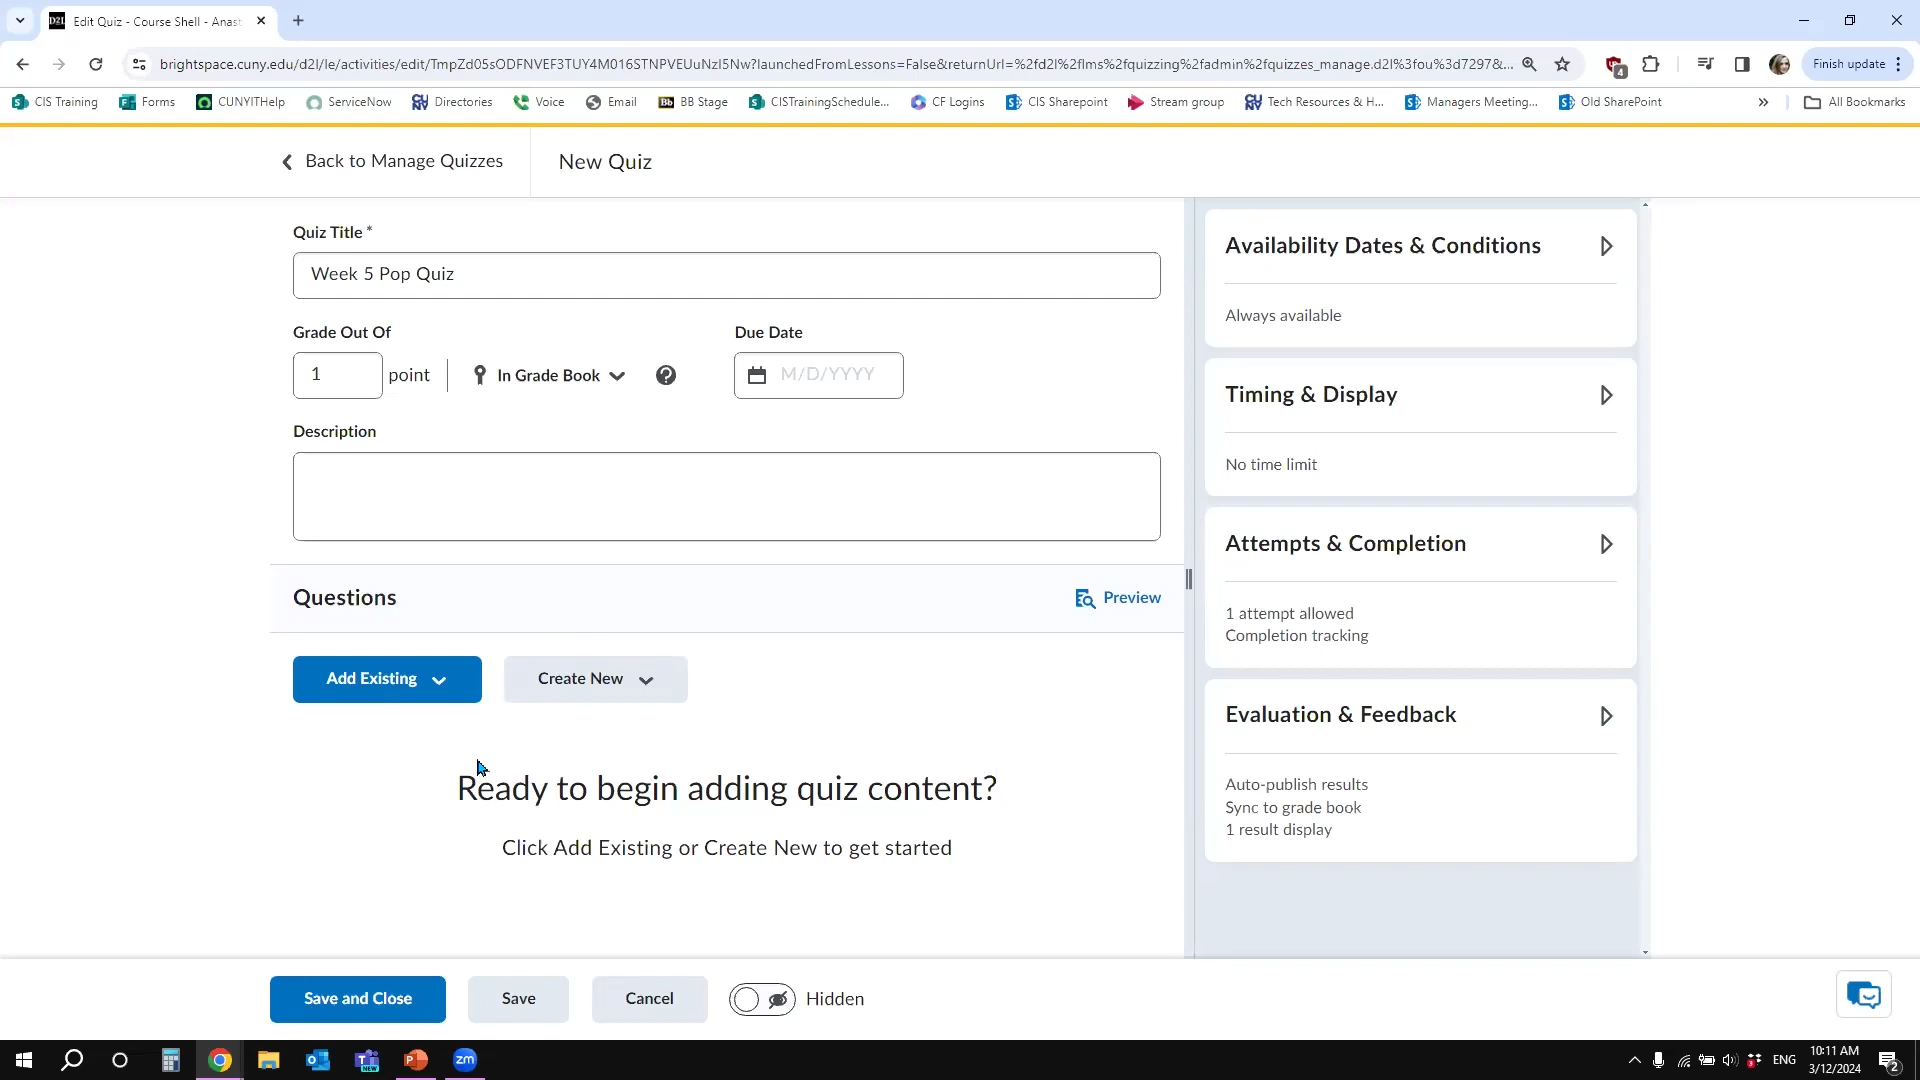 D2L Edit Quiz - Course Shell - Anast
brightspace.cuny.edu/d2l/le/activities/edit/TmpZd05sODFNVEF3TUY4M016STNPVEUuNzI5Nw?launchedFromLessons=False&returnUrl=%2fd2l%2flms%2fquizzing%2fadmin%2fquizzes_manage.d2l%3fou%3d7297&... 4 Finish update
CIS Training Forms CUNYITHelp ServiceNow Directories Voice Email Bb BB Stage CISTrainingSchedule... CF Logins CIS Sharepoint Stream group Tech Resources & H... Managers Meeting... Old SharePoint » All Bookmarks
Back to Manage Quizzes New Quiz
Quiz Title *
Week 5 Pop Quiz
Grade Out Of Due Date
1 point In Grade Book M/D/YYYY
Description
Questions Preview
Add Existing Create New
Ready to begin adding quiz content?
Click Add Existing or Create New to get started
Availability Dates & Conditions
Always available
Timing & Display
No time limit
Attempts & Completion
1 attempt allowed
Completion tracking
Evaluation & Feedback
Auto-publish results
Sync to grade book
1 result display
Save and Close Save Cancel Hidden
NEW zm ENG 10:11 AM
3/12/2024 2